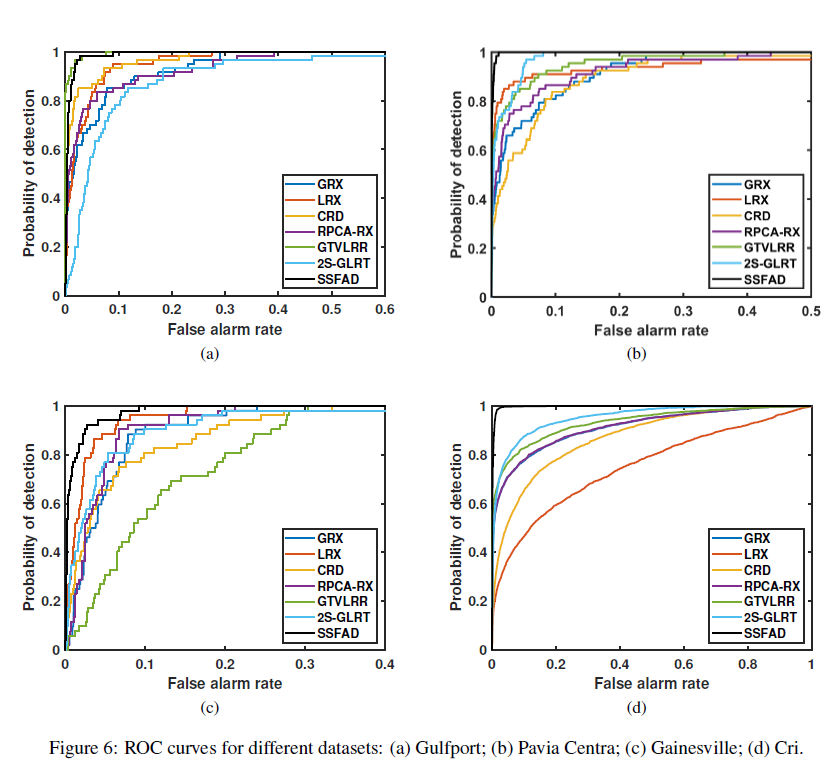 1
0.8
0.6
0.4
0.2
0
0 0.1 0.2 0.3 0.4 0.5 0.6
Probability of detection
False alarm rate
GRX
LRX
CRD
RPCA-RX
GTVLRR
2S-GLRT
SSFAD
(a)
1
0.8
0.6
0.4
0.2
0
0 0.1 0.2 0.3 0.4 0.5
Probability of detection
False alarm rate
GRX
LRX
CRD
RPCA-RX
GTVLRR
2S-GLRT
SSFAD
(b)
1
0.8
0.6
0.4
0.2
0
0 0.1 0.2 0.3 0.4
Probability of detection
False alarm rate
GRX
LRX
CRD
RPCA-RX
GTVLRR
2S-GLRT
SSFAD
(c)
1
0.8
0.6
0.4
0.2
0
0 0.2 0.4 0.6 0.8 1
Probability of detection
False alarm rate
GRX
LRX
CRD
RPCA-RX
GTVLRR
2S-GLRT
SSFAD
(d)
Figure 6: ROC curves for different datasets: (a) Gulfport; (b) Pavia Centra; (c) Gainesville; (d) Cri.